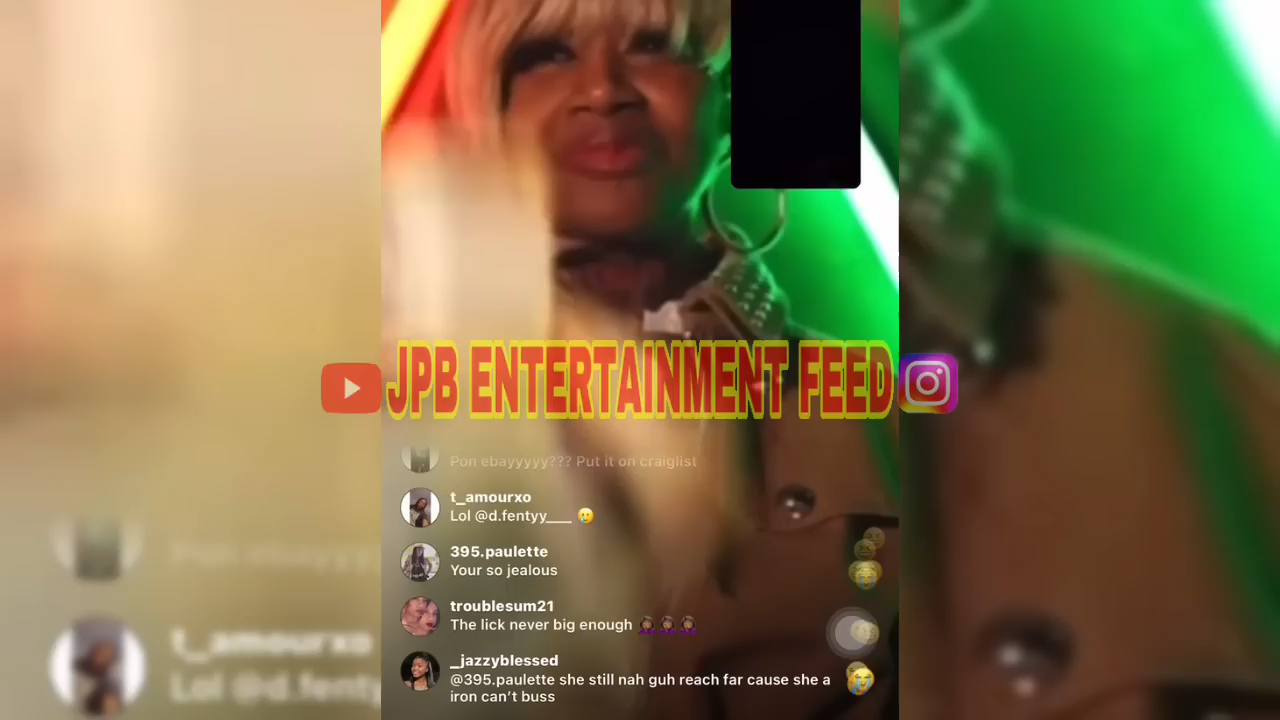 JPB ENTERTAINMENT FEED
Pon ebayyyyy??? Put it on craiglist
t_amourxo
Lol @d.fentyy___ 🥲
395.paulette
Your so jealous
troublesum21
The lick never big enough 🤦🏾‍♀️🤦🏾‍♀️🤦🏾‍♀️
_jazzyblessed
@395.paulette she still nah guh reach far cause she a
iron can’t buss